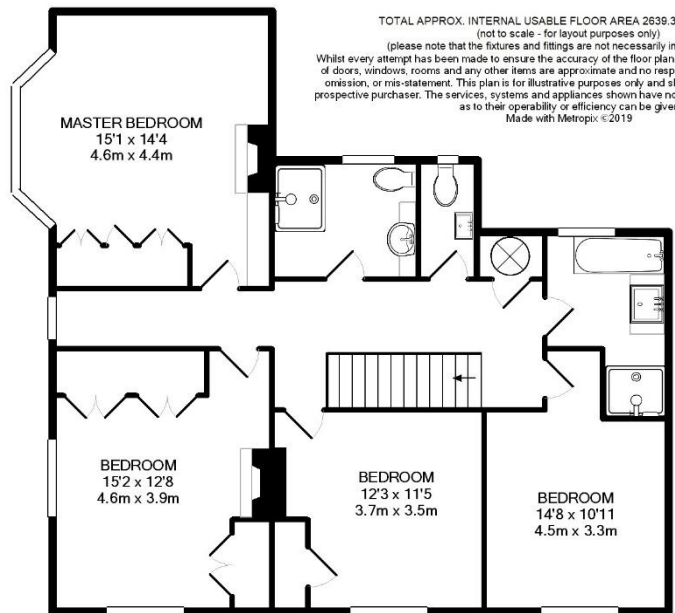 TOTAL APPROX. INTERNAL USABLE FLOOR AREA 2639.3
(not to scale - for layout purposes only)
(please note that the fixtures and fittings are not necessarily in
Whilst every attempt has been made to ensure the accuracy of the floor plan
of doors, windows, rooms and any other items are approximate and no resp
omission, or mis-statement. This plan is for illustrative purposes only and s
prospective purchaser. The services, systems and appliances shown have no
as to their operability or efficiency can be give
Made with Metropix ©2019
MASTER BEDROOM
15'1 x 14'4
4.6m x 4.4m
BEDROOM
15'2 x 12'8
4.6m x 3.9m
BEDROOM
12'3 x 11'5
3.7m x 3.5m
BEDROOM
14'8 x 10'11
4.5m x 3.3m